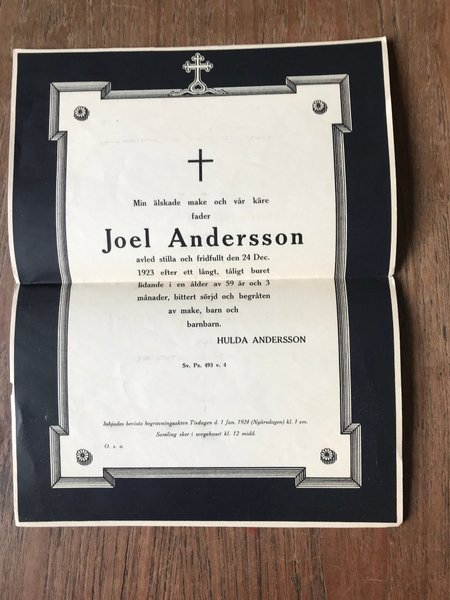 Min älskade make och vår käre
fader
Joel Andersson
avled stilla och fridfullt den 24 Dec.
1923 efter ett långt, tåligt buret
lidande i en ålder av 59 år och 3
månader, bittert sörjd och begråten
av make, barn och
barnbarn.
HULDA ANDERSSON
Sv. Ps. 493 v. 4
Inbjudes bevista begravningsakten Tisdagen d. 1 Jan. 1924 (Nyårsdagen) kl. 1 em.
Samling sker i sorgehuset kl. 12 midd.
O. s. a.